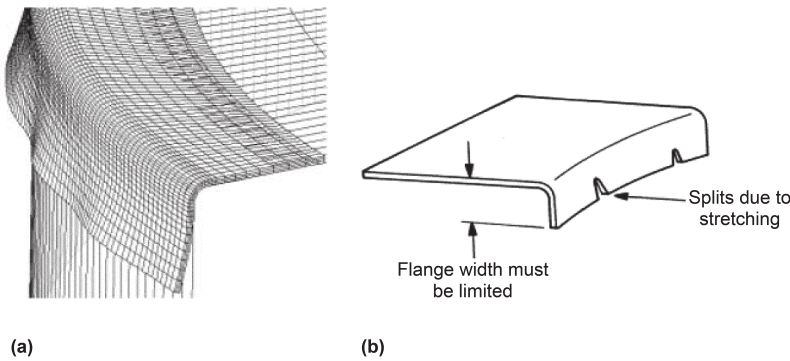 Splits due to
stretching
Flange width must
be limited
(a)
(b)